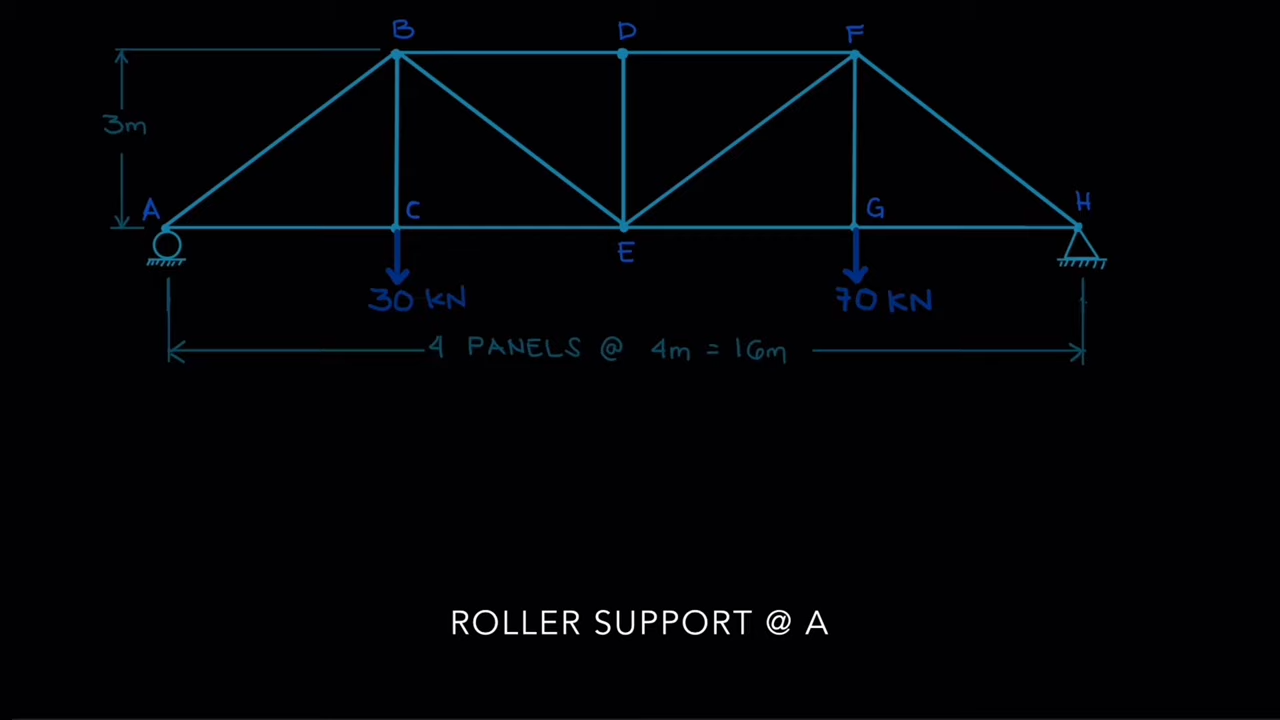 B D F
3m
A C G H
E
30 KN 70 KN
4 PANELS @ 4m = 16m
ROLLER SUPPORT @ A